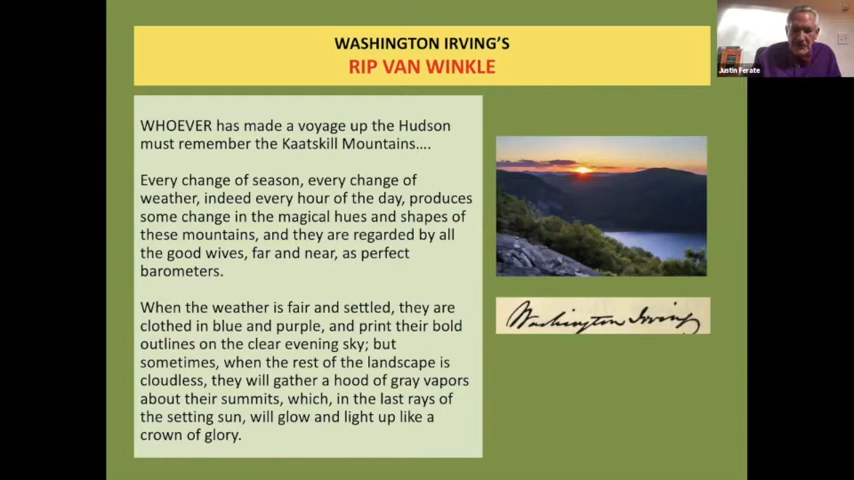 WASHINGTON IRVING'S
RIP VAN WINKLE
Justin Ferate
WHOEVER has made a voyage up the Hudson
must remember the Kaatskill Mountains....
Every change of season, every change of
weather, indeed every hour of the day, produces
some change in the magical hues and shapes of
these mountains, and they are regarded by all
the good wives, far and near, as perfect
barometers.
When the weather is fair and settled, they are
clothed in blue and purple, and print their bold
outlines on the clear evening sky; but
sometimes, when the rest of the landscape is
cloudless, they will gather a hood of gray vapors
about their summits, which, in the last rays of
the setting sun, will glow and light up like a
crown of glory.
Washington Irving